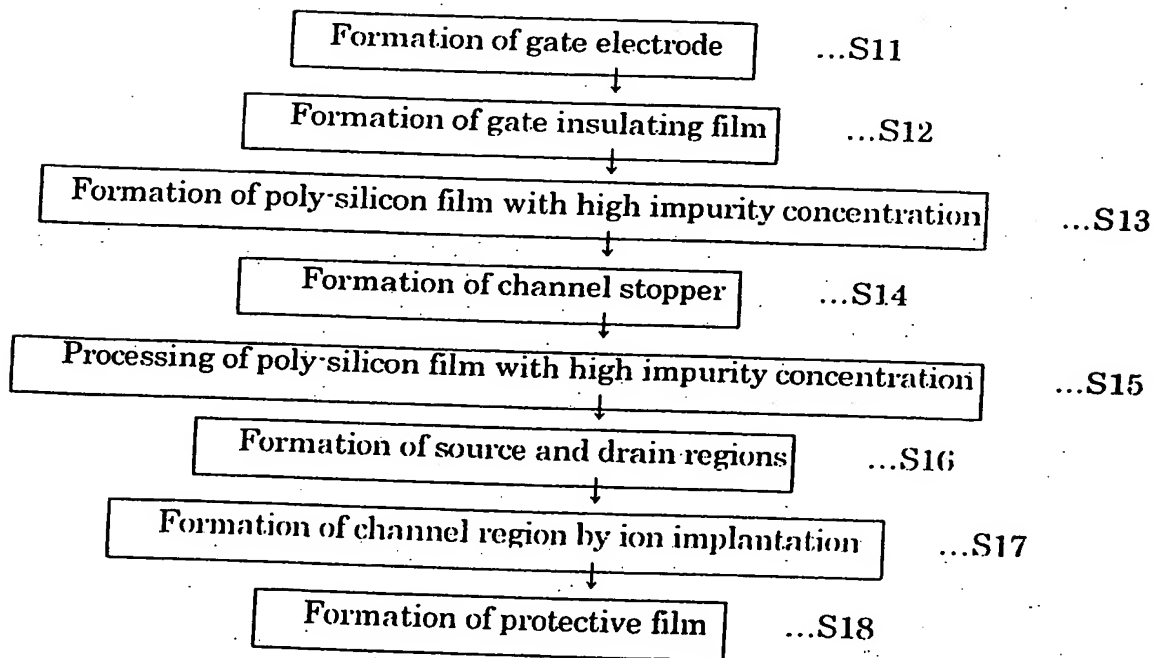 Formation of gate electrode ...S11
Formation of gate insulating film ...S12
Formation of poly-silicon film with high impurity concentration ...S13
Formation of channel stopper ...S14
Processing of poly-silicon film with high impurity concentration ...S15
Formation of source and drain regions ...S16
Formation of channel region by ion implantation ...S17
Formation of protective film ...S18